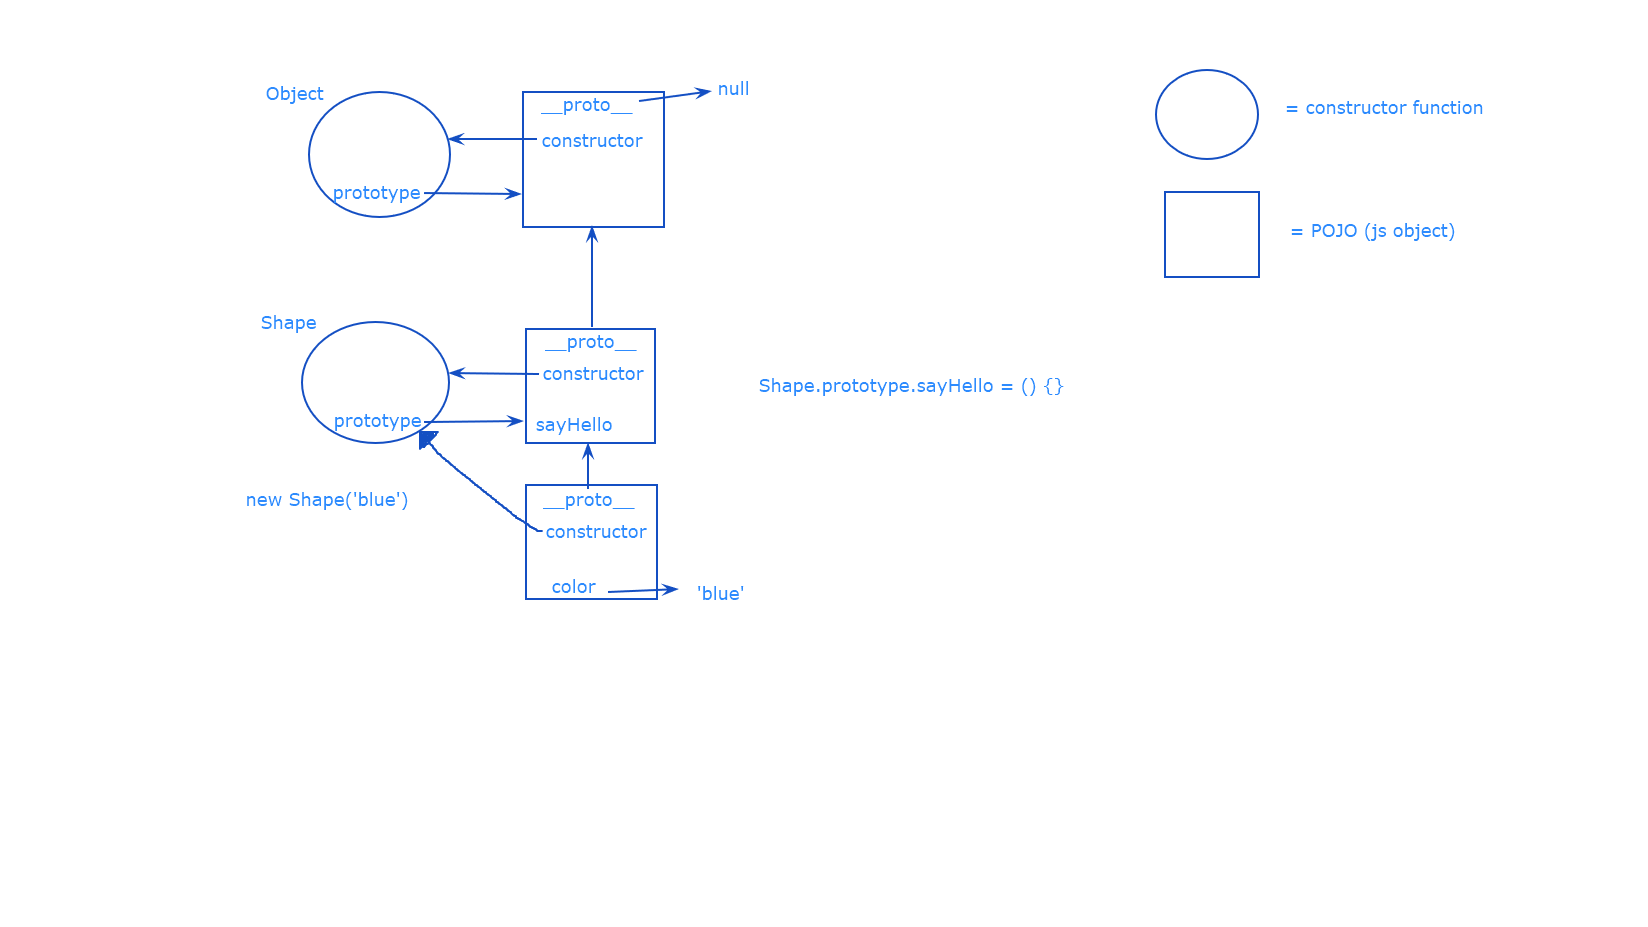 Object
__proto__
null
constructor
prototype
= constructor function
= POJO (js object)
Shape
__proto__
constructor
prototype
sayHello
Shape.prototype.sayHello = () {}
new Shape('blue')
__proto__
constructor
color
'blue'